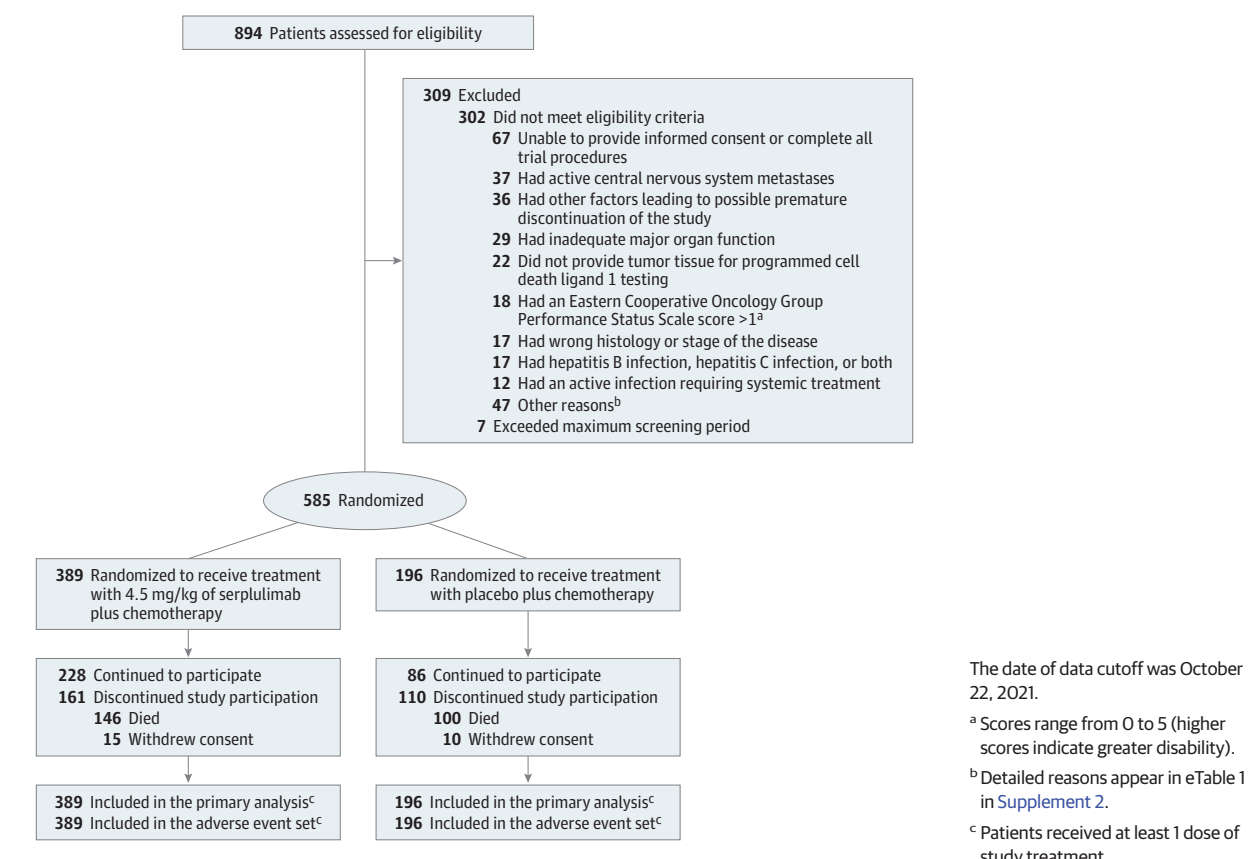 894 Patients assessed for eligibility
309 Excluded
302 Did not meet eligibility criteria
67 Unable to provide informed consent or complete all
trial procedures
37 Had active central nervous system metastases
36 Had other factors leading to possible premature
discontinuation of the study
29 Had inadequate major organ function
22 Did not provide tumor tissue for programmed cell
death ligand 1 testing
18 Had an Eastern Cooperative Oncology Group
Performance Status Scale score >1a
17 Had wrong histology or stage of the disease
17 Had hepatitis B infection, hepatitis C infection, or both
12 Had an active infection requiring systemic treatment
47 Other reasonsb
7 Exceeded maximum screening period
585 Randomized
389 Randomized to receive treatment
with 4.5 mg/kg of serplulimab
plus chemotherapy
196 Randomized to receive treatment
with placebo plus chemotherapy
228 Continued to participate
161 Discontinued study participation
146 Died
15 Withdrew consent
86 Continued to participate
110 Discontinued study participation
100 Died
10 Withdrew consent
389 Included in the primary analysisc
389 Included in the adverse event setc
196 Included in the primary analysisc
196 Included in the adverse event setc
The date of data cutoff was October
22, 2021.
a Scores range from 0 to 5 (higher
scores indicate greater disability).
b Detailed reasons appear in eTable 1
in Supplement 2.
c Patients received at least 1 dose of
study treatment